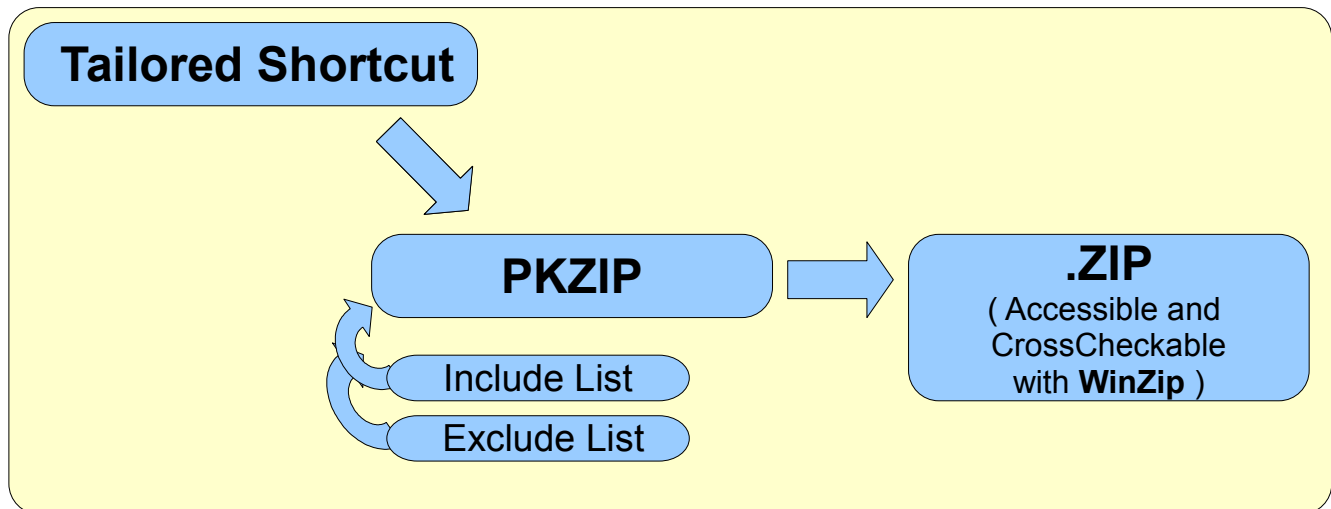 Tailored Shortcut
PKZIP
Include List
Exclude List
.ZIP
( Accessible and
CrossCheckable
with WinZip )